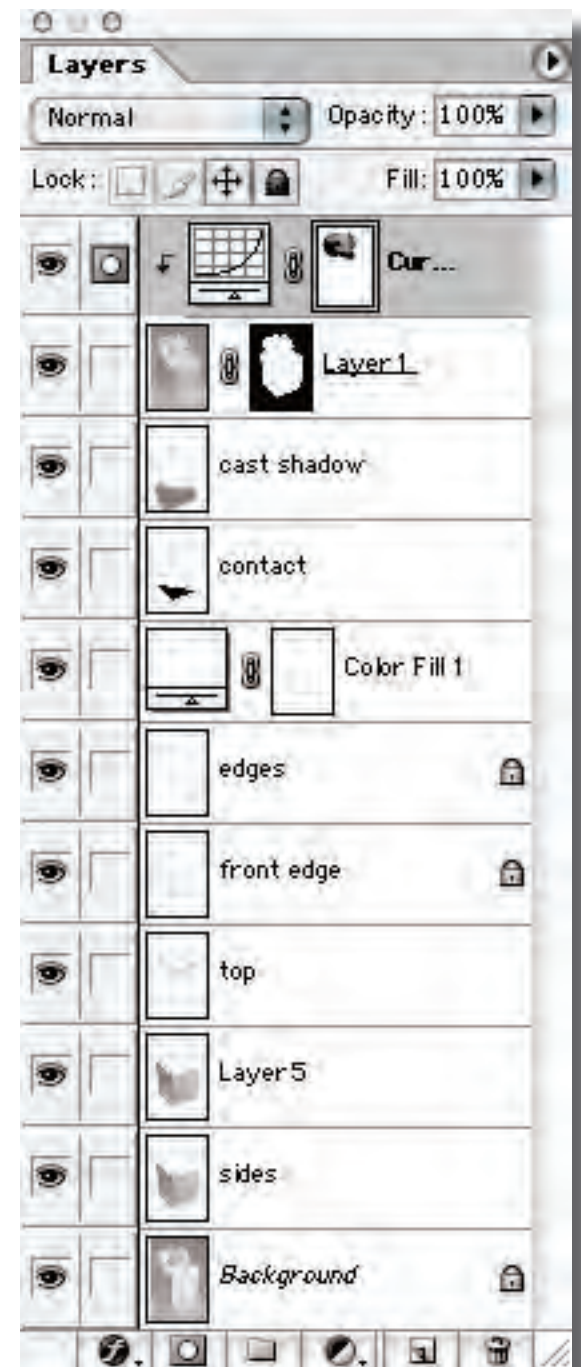 Layers
Normal Opacity: 100%
Lock: Fill: 100%
Cur...
Layer 1
cast shadow
contact
Color Fill 1
edges
front edge
top
Layer 5
sides
Background